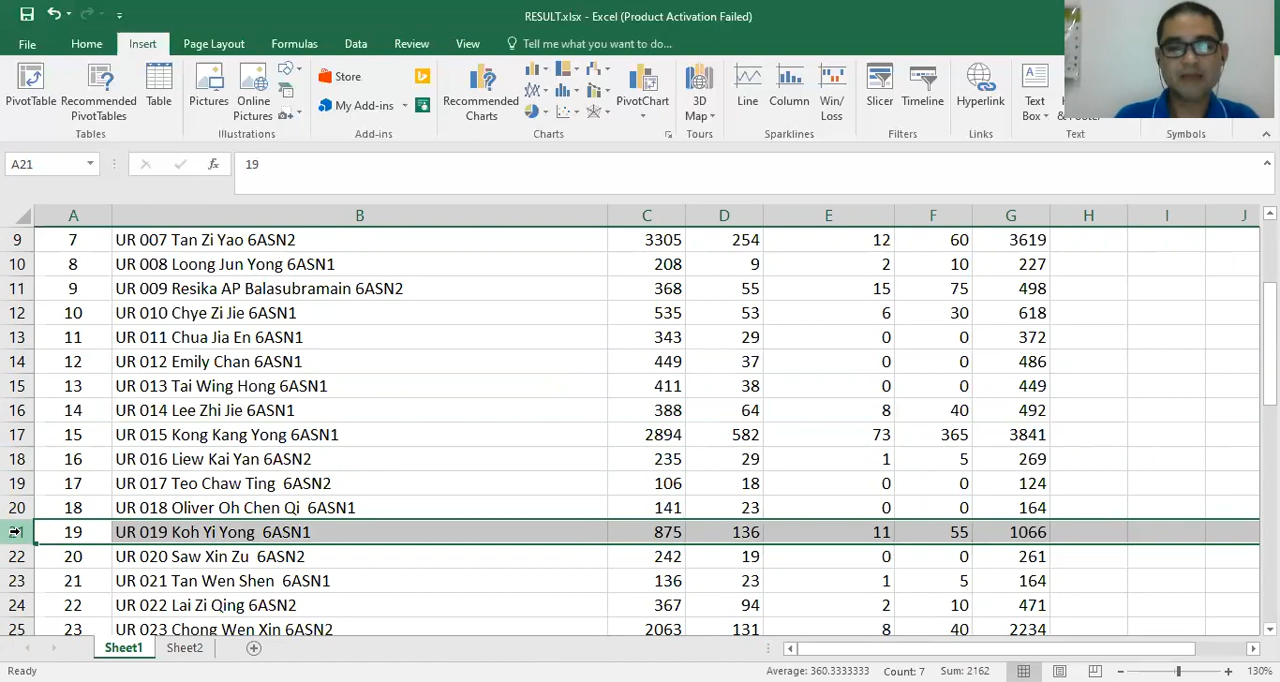 RESULT.xlsx - Excel (Product Activation Failed)
File Home Insert Page Layout Formulas Data Review View Tell me what you want to do...
PivotTable Recommended PivotTables Table
Pictures Online Pictures
Store
My Add-ins
Recommended Charts
PivotChart
3D Map
Line Column Win/ Loss
Slicer Timeline
Hyperlink
Text Box
Tables Illustrations Add-ins Charts Tours Sparklines Filters Links Text Symbols
A21 fx 19
A B C D E F G H I J
9 7 UR 007 Tan Zi Yao 6ASN2 3305 254 12 60 3619
10 8 UR 008 Loong Jun Yong 6ASN1 208 9 2 10 227
11 9 UR 009 Resika AP Balasubramain 6ASN2 368 55 15 75 498
12 10 UR 010 Chye Zi Jie 6ASN1 535 53 6 30 618
13 11 UR 011 Chua Jia En 6ASN1 343 29 0 0 372
14 12 UR 012 Emily Chan 6ASN1 449 37 0 0 486
15 13 UR 013 Tai Wing Hong 6ASN1 411 38 0 0 449
16 14 UR 014 Lee Zhi Jie 6ASN1 388 64 8 40 492
17 15 UR 015 Kong Kang Yong 6ASN1 2894 582 73 365 3841
18 16 UR 016 Liew Kai Yan 6ASN2 235 29 1 5 269
19 17 UR 017 Teo Chaw Ting 6ASN2 106 18 0 0 124
20 18 UR 018 Oliver Oh Chen Qi 6ASN1 141 23 0 0 164
19 UR 019 Koh Yi Yong 6ASN1 875 136 11 55 1066
22 20 UR 020 Saw Xin Zu 6ASN2 242 19 0 0 261
23 21 UR 021 Tan Wen Shen 6ASN1 136 23 1 5 164
24 22 UR 022 Lai Zi Qing 6ASN2 367 94 2 10 471
25 23 UR 023 Chong Wen Xin 6ASN2 2063 131 8 40 2234
Sheet1 Sheet2
Ready Average: 360.3333333 Count: 7 Sum: 2162 130%